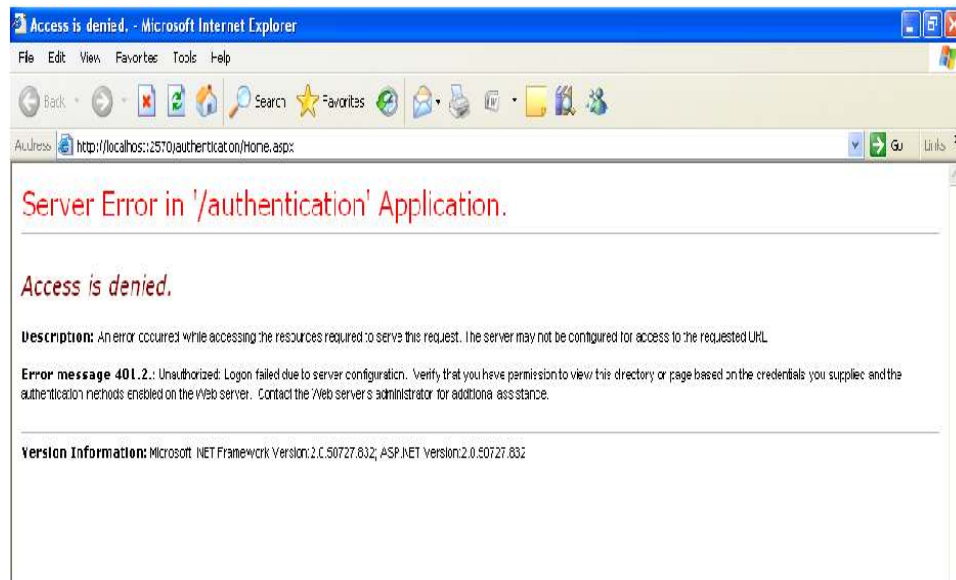 Access is denied. - Microsoft Internet Explorer
File Edit View Favorites Tools Help
Back Search Favorites
Address http://localhost:2570/authentication/Home.aspx Go Links
Server Error in '/authentication' Application.
Access is denied.
Description: An error occurred while accessing the resources required to serve this request. The server may not be configured for access to the requested URL.
Error message 401.2.: Unauthorized: Logon failed due to server configuration. Verify that you have permission to view this directory or page based on the credentials you supplied and the
authentication methods enabled on the Web server. Contact the Web server's administrator for additional assistance.
Version Information: Microsoft .NET Framework Version:2.0.50727.832; ASP.NET Version:2.0.50727.832